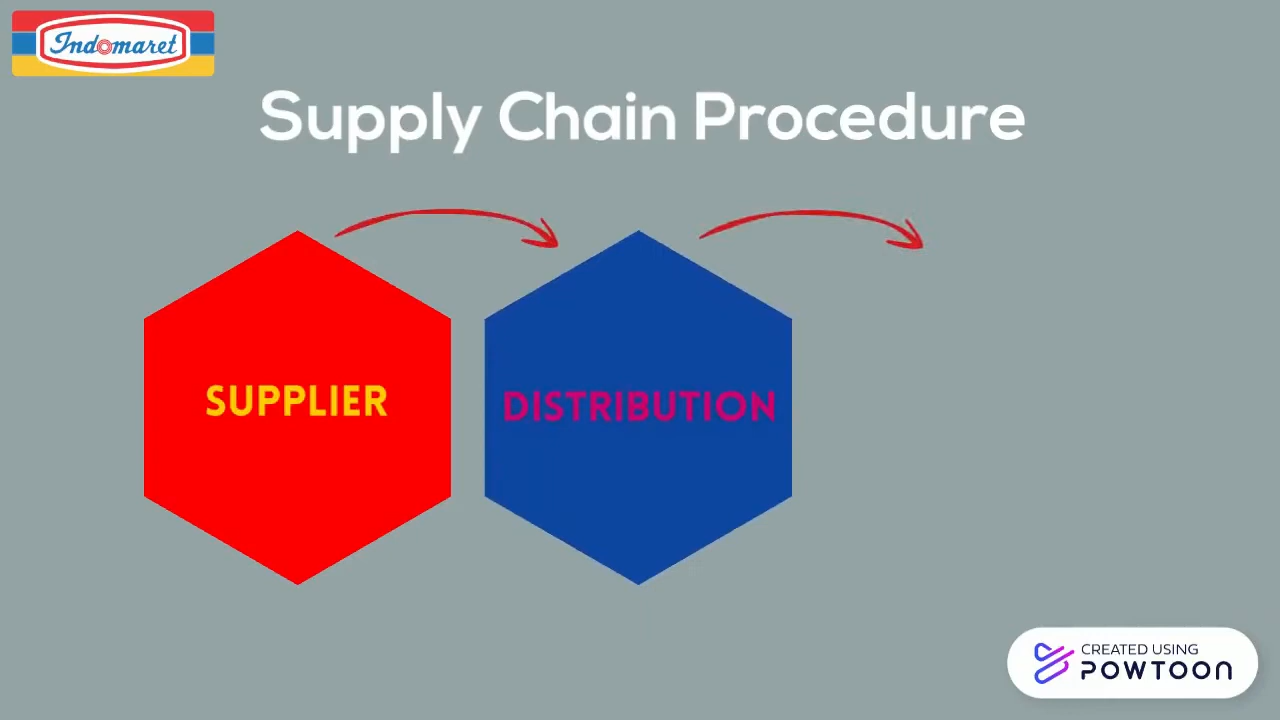 Indomaret
Supply Chain Procedure
SUPPLIER
DISTRIBUTION
CREATED USING
POWTOON